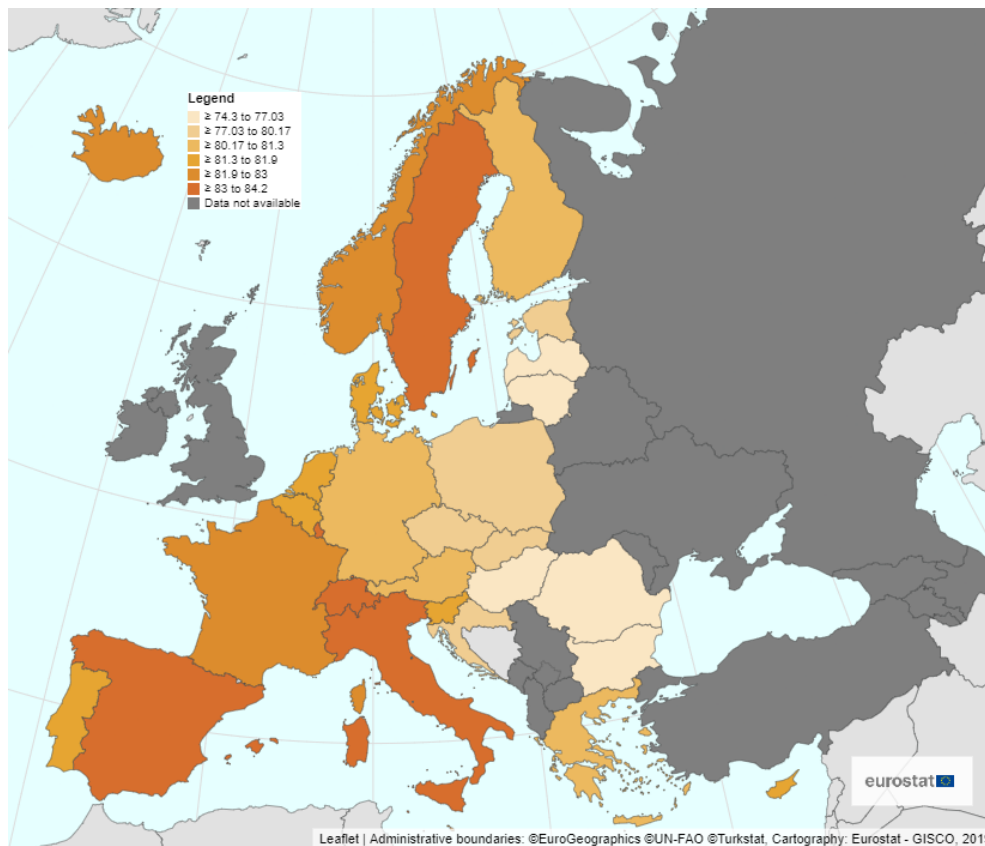 Legend
≥ 74.3 to 77.03
≥ 77.03 to 80.17
≥ 80.17 to 81.3
≥ 81.3 to 81.9
≥ 81.9 to 83
≥ 83 to 84.2
Data not available
eurostat
Leaflet | Administrative boundaries: ©EuroGeographics ©UN-FAO ©Turkstat, Cartography: Eurostat - GISCO, 2019